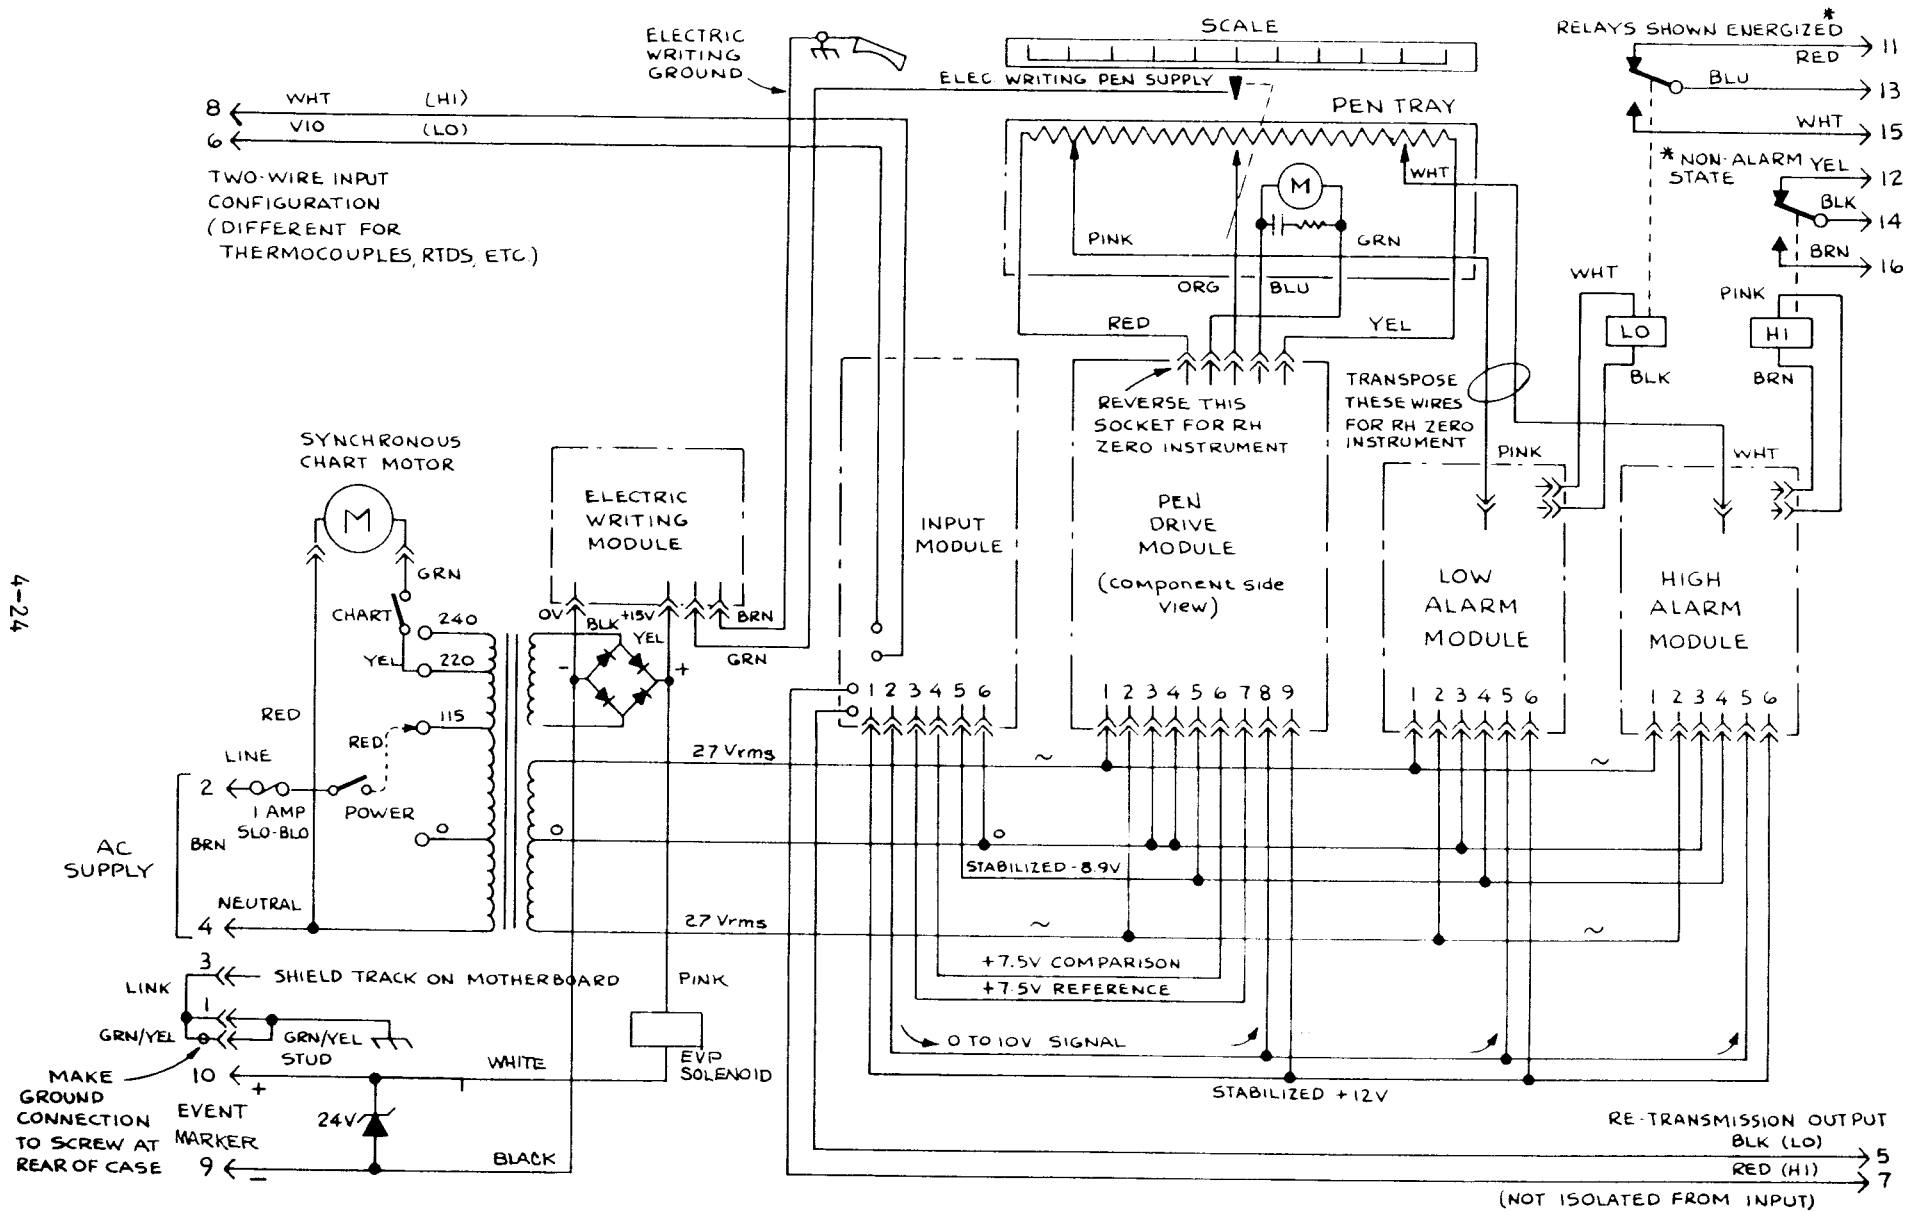 SCALE
RELAYS SHOWN ENERGIZED*
11
RED
ELECTRIC
WRITING
GROUND
ELEC. WRITING PEN SUPPLY
BLU
13
PEN TRAY
WHT
15
8
WHT
(HI)
6
VIO
(LO)
TWO-WIRE INPUT
CONFIGURATION
(DIFFERENT FOR
THERMOCOUPLES, RTDS, ETC.)
*NON-ALARM
STATE
YEL
12
BLK
14
BRN
16
M
WHT
PINK
GRN
ORG
BLU
RED
YEL
WHT
LO
BLK
PINK
HI
BRN
REVERSE THIS
SOCKET FOR RH
ZERO INSTRUMENT
TRANSPOSE
THESE WIRES
FOR RH ZERO
INSTRUMENT
PINK
WHT
SYNCHRONOUS
CHART MOTOR
M
GRN
CHART
240
YEL
220
RED
115
RED
ELECTRIC
WRITING
MODULE
0V
BLK
+15V
YEL
BRN
GRN
-
+
INPUT
MODULE
1 2 3 4 5 6
PEN
DRIVE
MODULE
(COMPONENT SIDE
VIEW)
1 2 3 4 5 6 7 8 9
LOW
ALARM
MODULE
1 2 3 4 5 6
HIGH
ALARM
MODULE
1 2 3 4 5 6
4-24
LINE
2
1 AMP
SLO-BLO
POWER
AC
SUPPLY
BRN
0
0
NEUTRAL
4
27 Vrms
~
~
0
STABILIZED -8.9V
27 Vrms
~
~
+7.5V COMPARISON
+7.5V REFERENCE
0 TO 10V SIGNAL
STABILIZED +12V
3
SHIELD TRACK ON MOTHERBOARD
LINK
1
GRN/YEL
GRN/YEL
STUD
PINK
EVP
SOLENOID
MAKE
GROUND
CONNECTION
TO SCREW AT
REAR OF CASE
10
+
WHITE
EVENT
MARKER
24V
9
-
BLACK
RE-TRANSMISSION OUTPUT
BLK (LO)
5
RED (HI)
7
(NOT ISOLATED FROM INPUT)